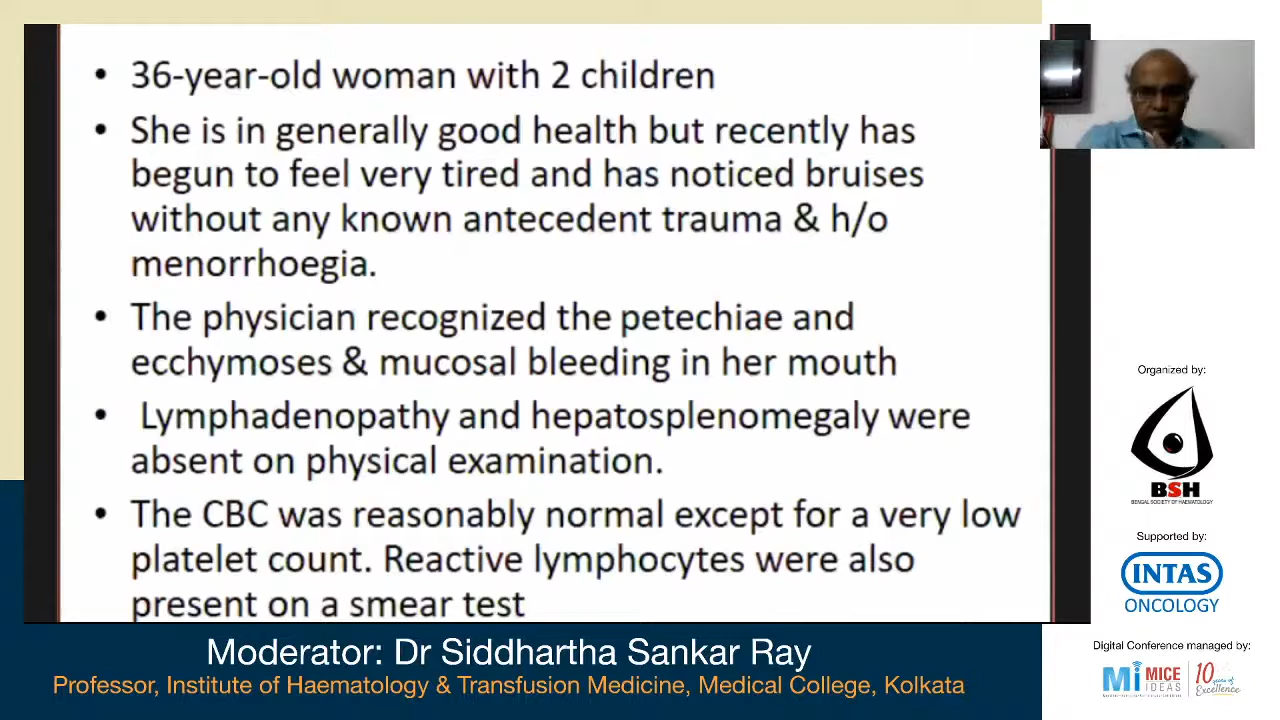 • 36-year-old woman with 2 children
• She is in generally good health but recently has
begun to feel very tired and has noticed bruises
without any known antecedent trauma & h/o
menorrhoegia.
• The physician recognized the petechiae and
ecchymoses & mucosal bleeding in her mouth
• Lymphadenopathy and hepatosplenomegaly were
absent on physical examination.
• The CBC was reasonably normal except for a very low
platelet count. Reactive lymphocytes were also
present on a smear test
Organized by:
BSH
BENGAL SOCIETY OF HAEMATOLOGY
Supported by:
INTAS
ONCOLOGY
Digital Conference managed by:
Mi MICE
IDEAS
10 years of
Excellence
Moderator: Dr Siddhartha Sankar Ray
Professor, Institute of Haematology & Transfusion Medicine, Medical College, Kolkata